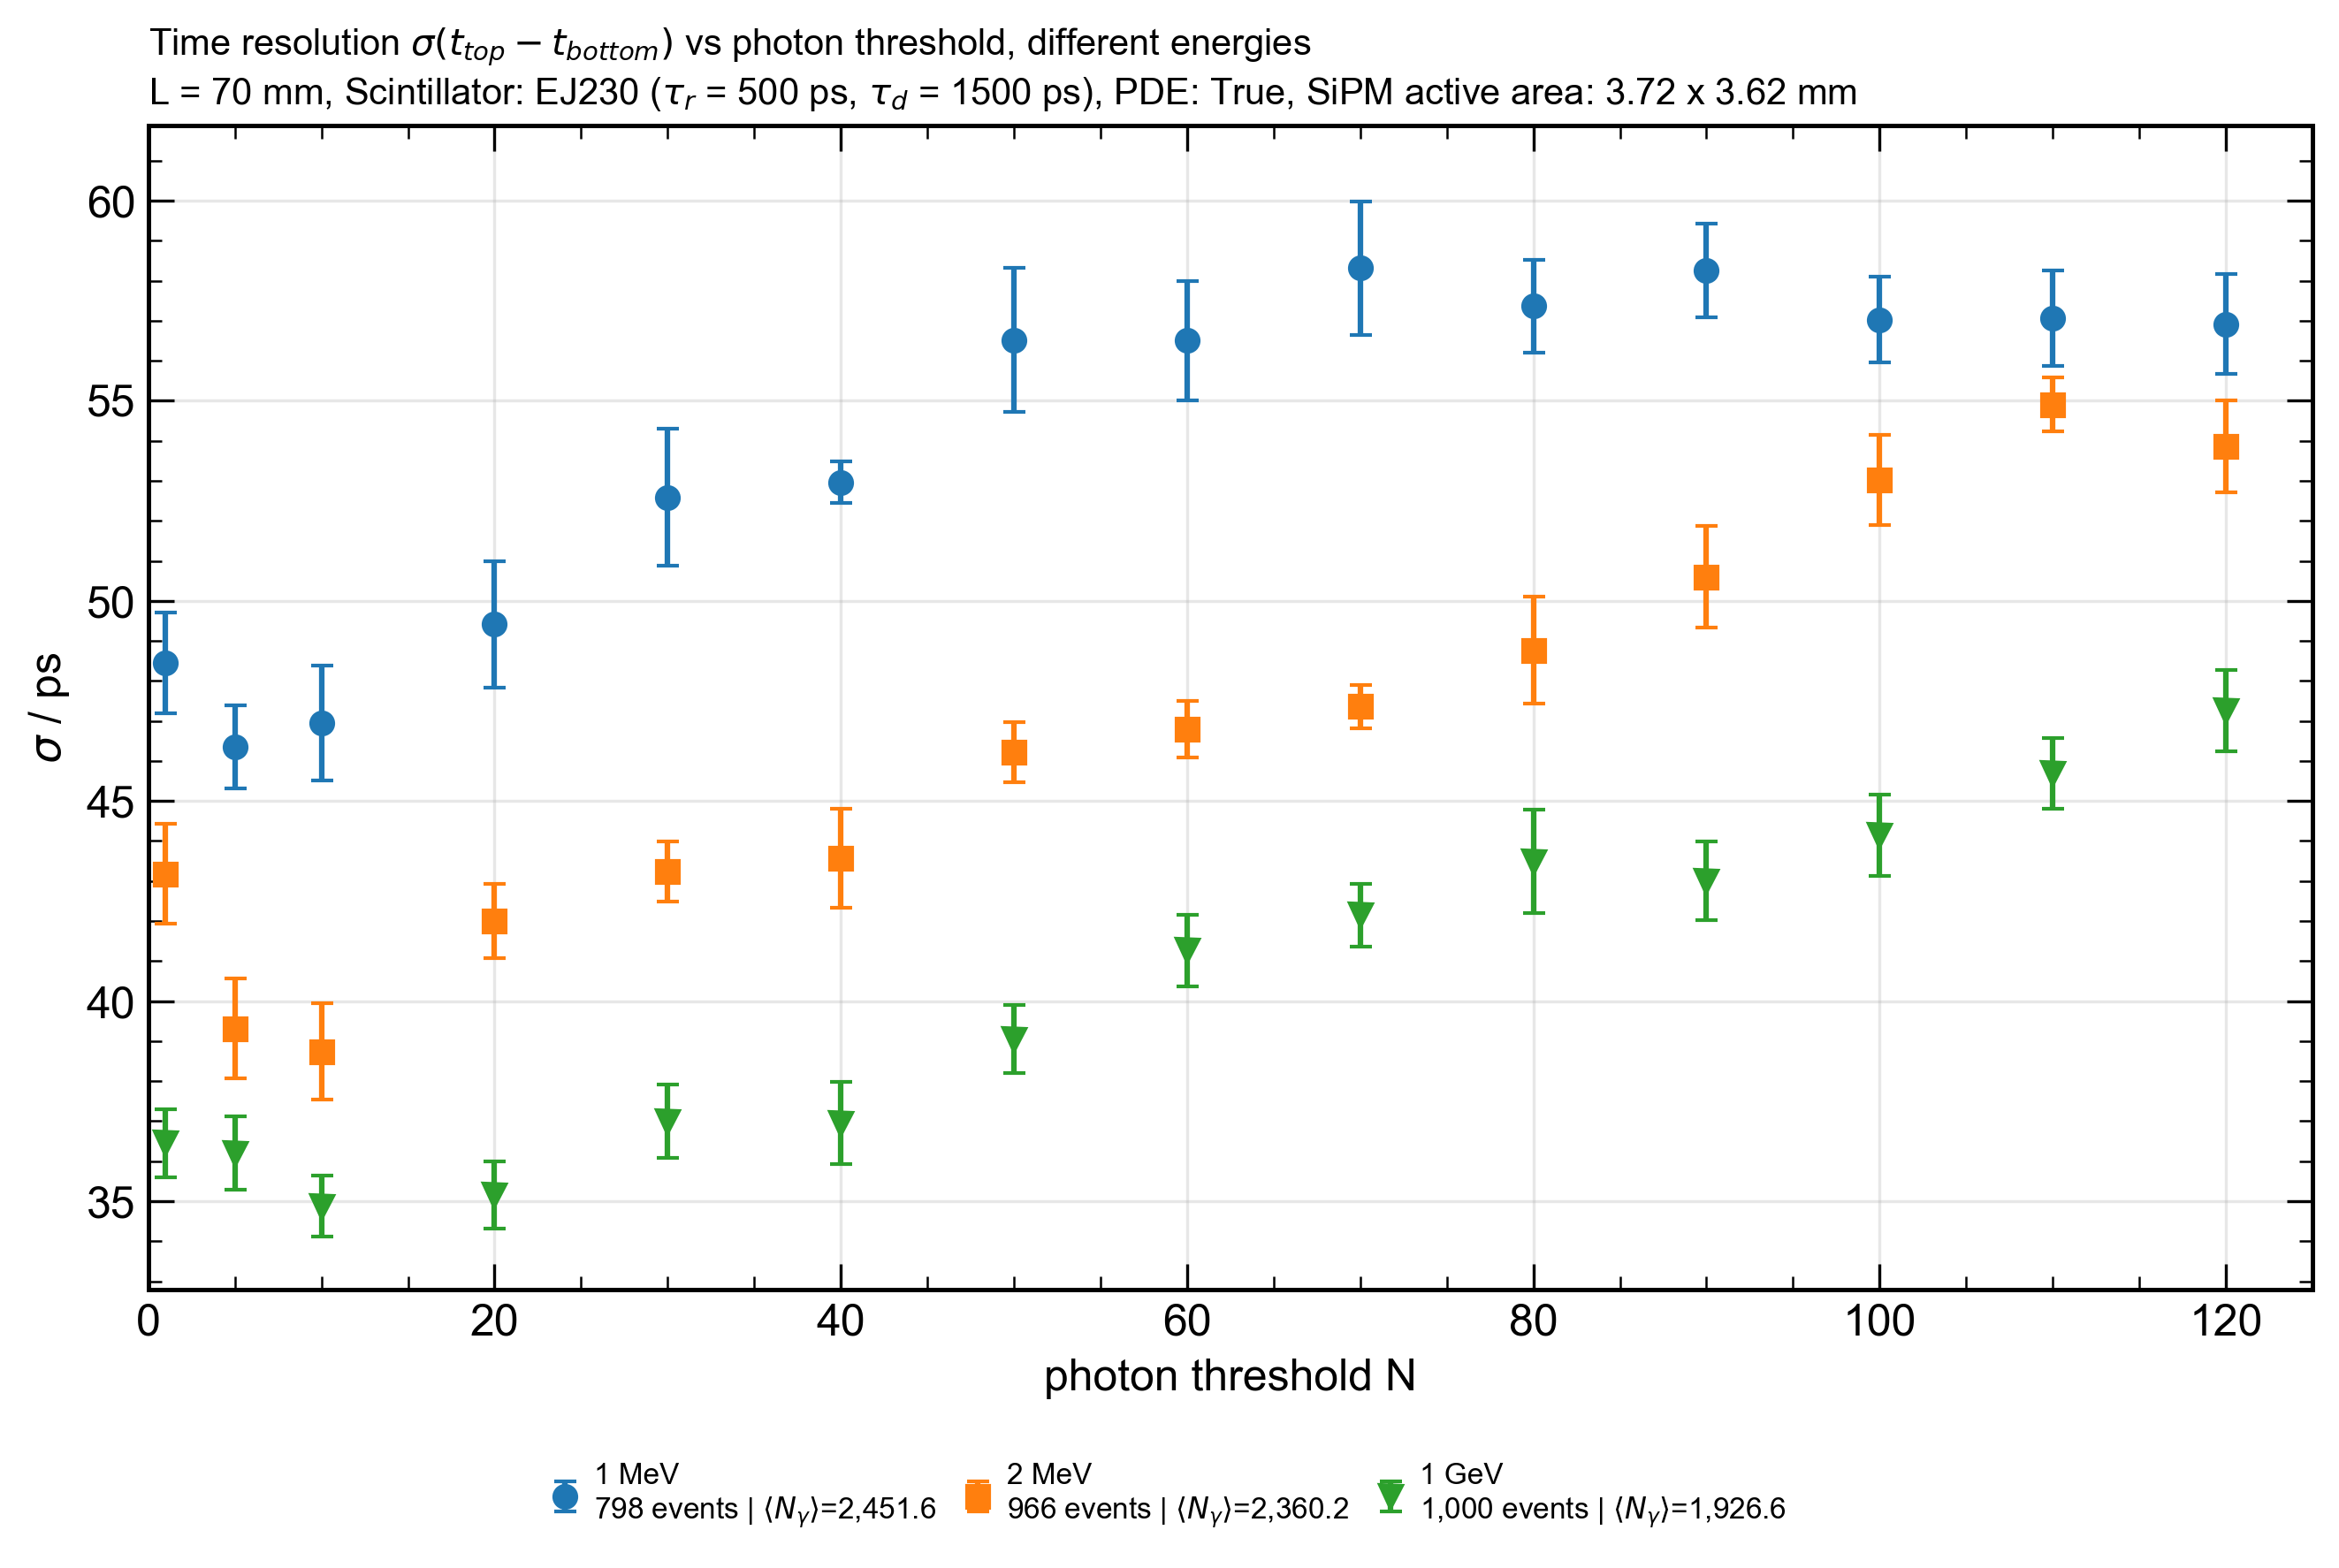 Time resolution σ(t_top − t_bottom) vs photon threshold, different energies
L = 70 mm, Scintillator: EJ230 (τ_r = 500 ps, τ_d = 1500 ps), PDE: True, SiPM active area: 3.72 x 3.62 mm
60
55
50
45
40
35
σ / ps
0 20 40 60 80 100 120
photon threshold N
1 MeV
798 events | ⟨N_γ⟩=2,451.6
2 MeV
966 events | ⟨N_γ⟩=2,360.2
1 GeV
1,000 events | ⟨N_γ⟩=1,926.6